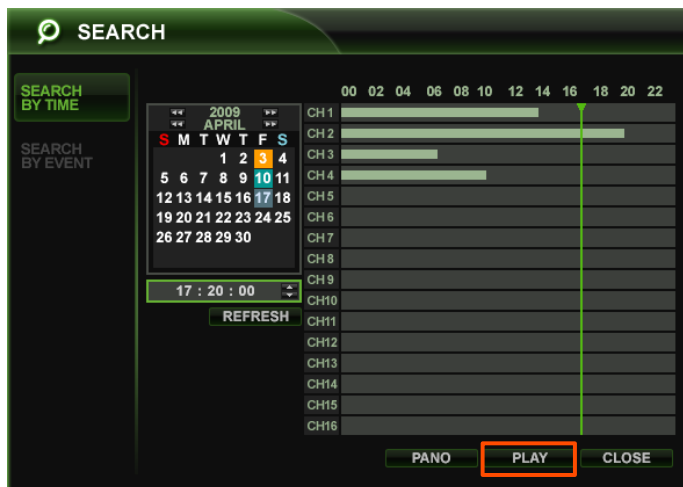 SEARCH
SEARCH
BY TIME
SEARCH
BY EVENT
2009
APRIL
S M T W T F S
1 2 3 4
5 6 7 8 9 10 11
12 13 14 15 16 17 18
19 20 21 22 23 24 25
26 27 28 29 30
17 : 20 : 00
REFRESH
00 02 04 06 08 10 12 14 16 18 20 22
CH 1
CH 2
CH 3
CH 4
CH 5
CH 6
CH 7
CH 8
CH 9
CH10
CH11
CH12
CH13
CH14
CH15
CH16
PANO
PLAY
CLOSE